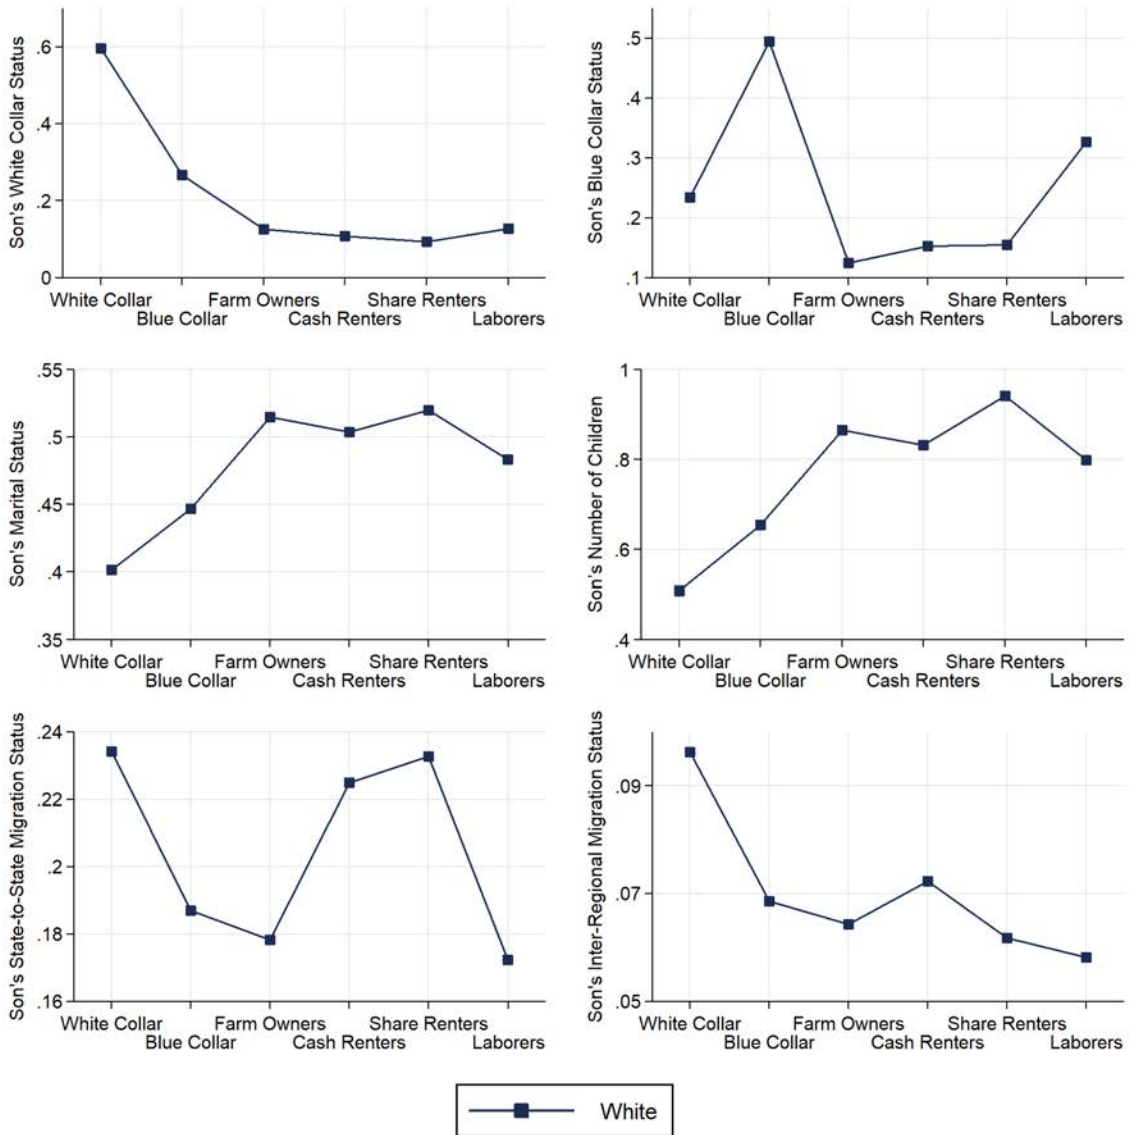 Son's White Collar Status
.6
.4
.2
0
White Collar
Blue Collar
Farm Owners
Cash Renters
Share Renters
Laborers
Son's Blue Collar Status
.5
.4
.3
.2
.1
White Collar
Blue Collar
Farm Owners
Cash Renters
Share Renters
Laborers
Son's Marital Status
.55
.5
.45
.4
.35
White Collar
Blue Collar
Farm Owners
Cash Renters
Share Renters
Laborers
Son's Number of Children
1
.8
.6
.4
White Collar
Blue Collar
Farm Owners
Cash Renters
Share Renters
Laborers
Son's State-to-State Migration Status
.24
.22
.2
.18
.16
White Collar
Blue Collar
Farm Owners
Cash Renters
Share Renters
Laborers
Son's Inter-Regional Migration Status
.09
.07
.05
White Collar
Blue Collar
Farm Owners
Cash Renters
Share Renters
Laborers
White